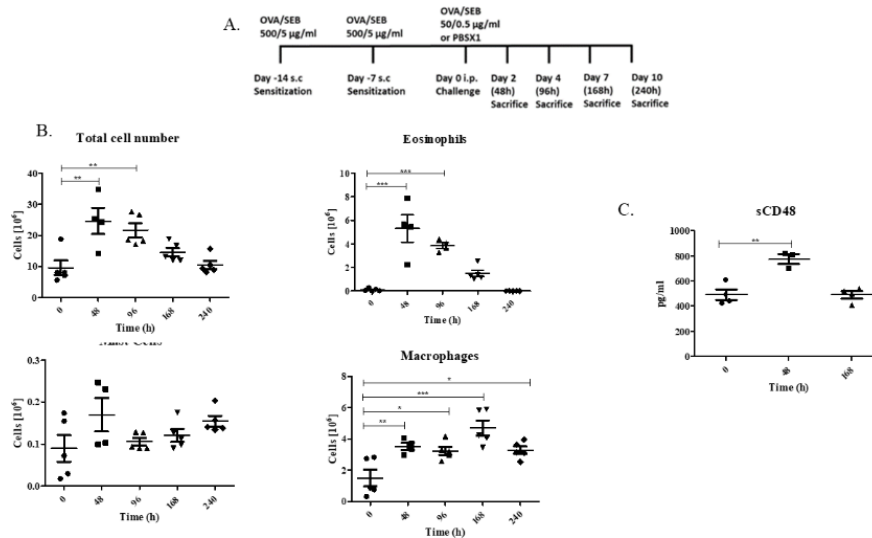 A.
OVA/SEB
500/5 µg/ml
OVA/SEB
500/5 µg/ml
OVA/SEB
50/0.5 µg/ml
or PBSX1
Day -14 s.c
Sensitization
Day -7 s.c
Sensitization
Day 0 i.p.
Challenge
Day 2
(48h)
Sacrifice
Day 4
(96h)
Sacrifice
Day 7
(168h)
Sacrifice
Day 10
(240h)
Sacrifice
B.
Total cell number
**
**
Cells [10⁶]
40
30
20
10
0
0 48 96 168 240
Time (h)
Eosinophils
***
***
Cells [10⁶]
10
8
6
4
2
0
0 48 96 168 240
Time (h)
C.
sCD48
**
pg/ml
1000
800
600
400
200
0
0 48 168
Time (h)
Mast Cells
Cells [10⁶]
0.3
0.2
0.1
0.0
0 48 96 168 240
Time (h)
Macrophages
*
***
*
**
Cells [10⁶]
8
6
4
2
0
0 48 96 168 240
Time (h)